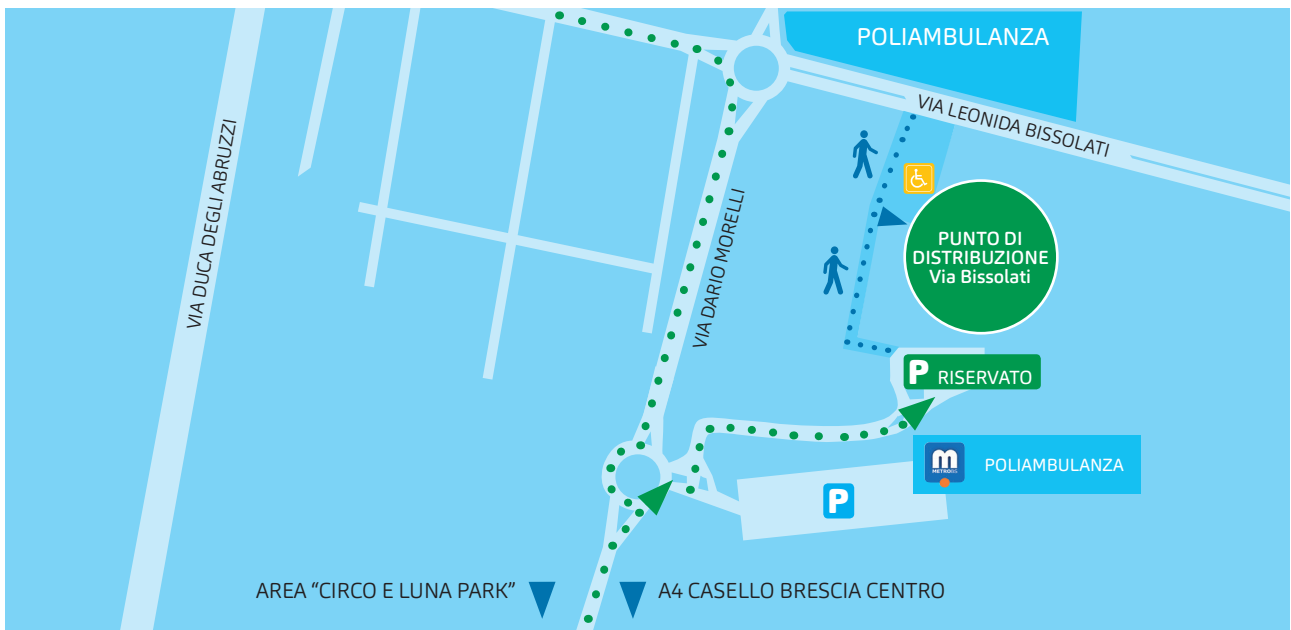 POLIAMBULANZA
VIA LEONIDA BISSOLATI
VIA DUCA DEGLI ABRUZZI
VIA DARIO MORELLI
PUNTO DI
DISTRIBUZIONE
Via Bissolati
P RISERVATO
m
METROBS
POLIAMBULANZA
P
AREA “CIRCO E LUNA PARK”
A4 CASELLO BRESCIA CENTRO